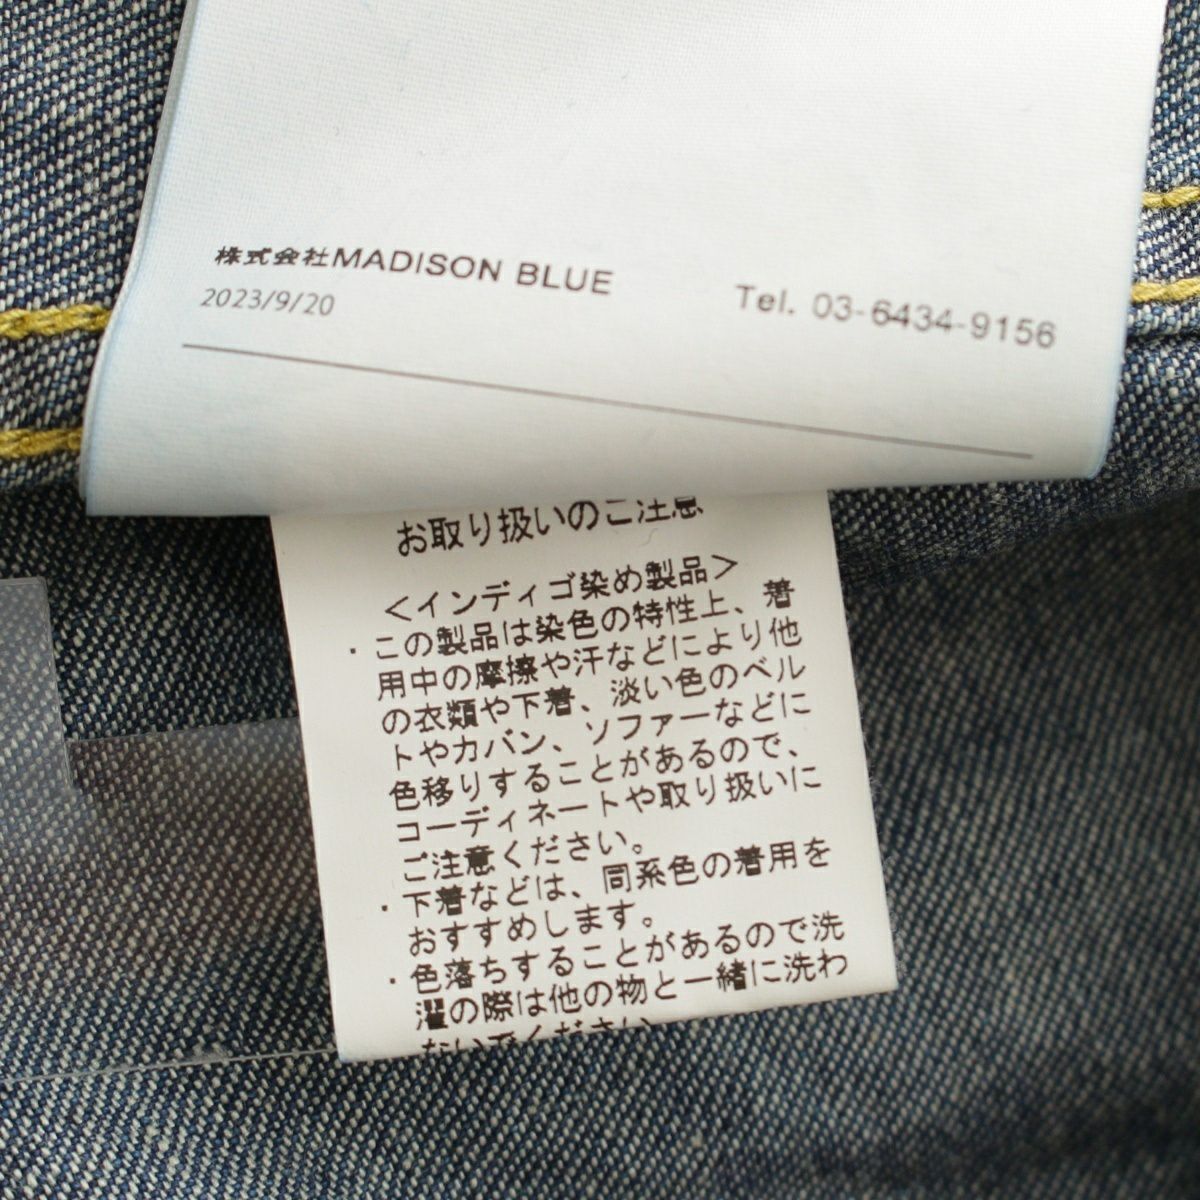 株式会社MADISON BLUE Tel. 03-6434-9156
2023/9/20
お取り扱いのご注意
＜インディゴ染め製品＞
・この製品は染色の特性上、着
用中の摩擦や汗などにより他
の衣類や下着、淡い色のベル
トやカバン、ソファーなどに
色移りすることがあるので、
コーディネートや取り扱いに
ご注意ください。
・下着などは、同系色の着用を
おすすめします。
・色落ちすることがあるので洗
濯の際は他の物と一緒に洗わ
ないでください